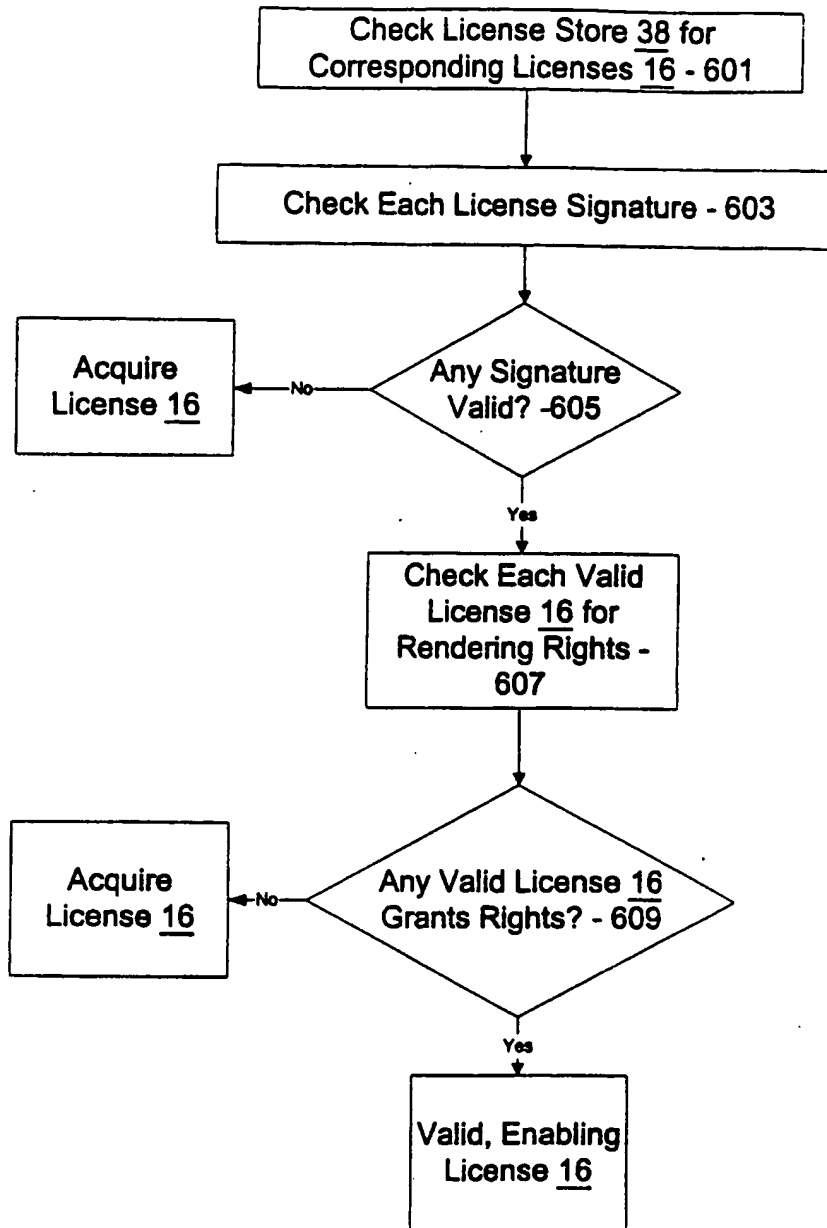 Check License Store 38 for
Corresponding Licenses 16 - 601
Check Each License Signature - 603
Acquire
License 16
No
Any Signature
Valid? -605
Yes
Check Each Valid
License 16 for
Rendering Rights -
607
Acquire
License 16
No
Any Valid License 16
Grants Rights? - 609
Yes
Valid, Enabling
License 16